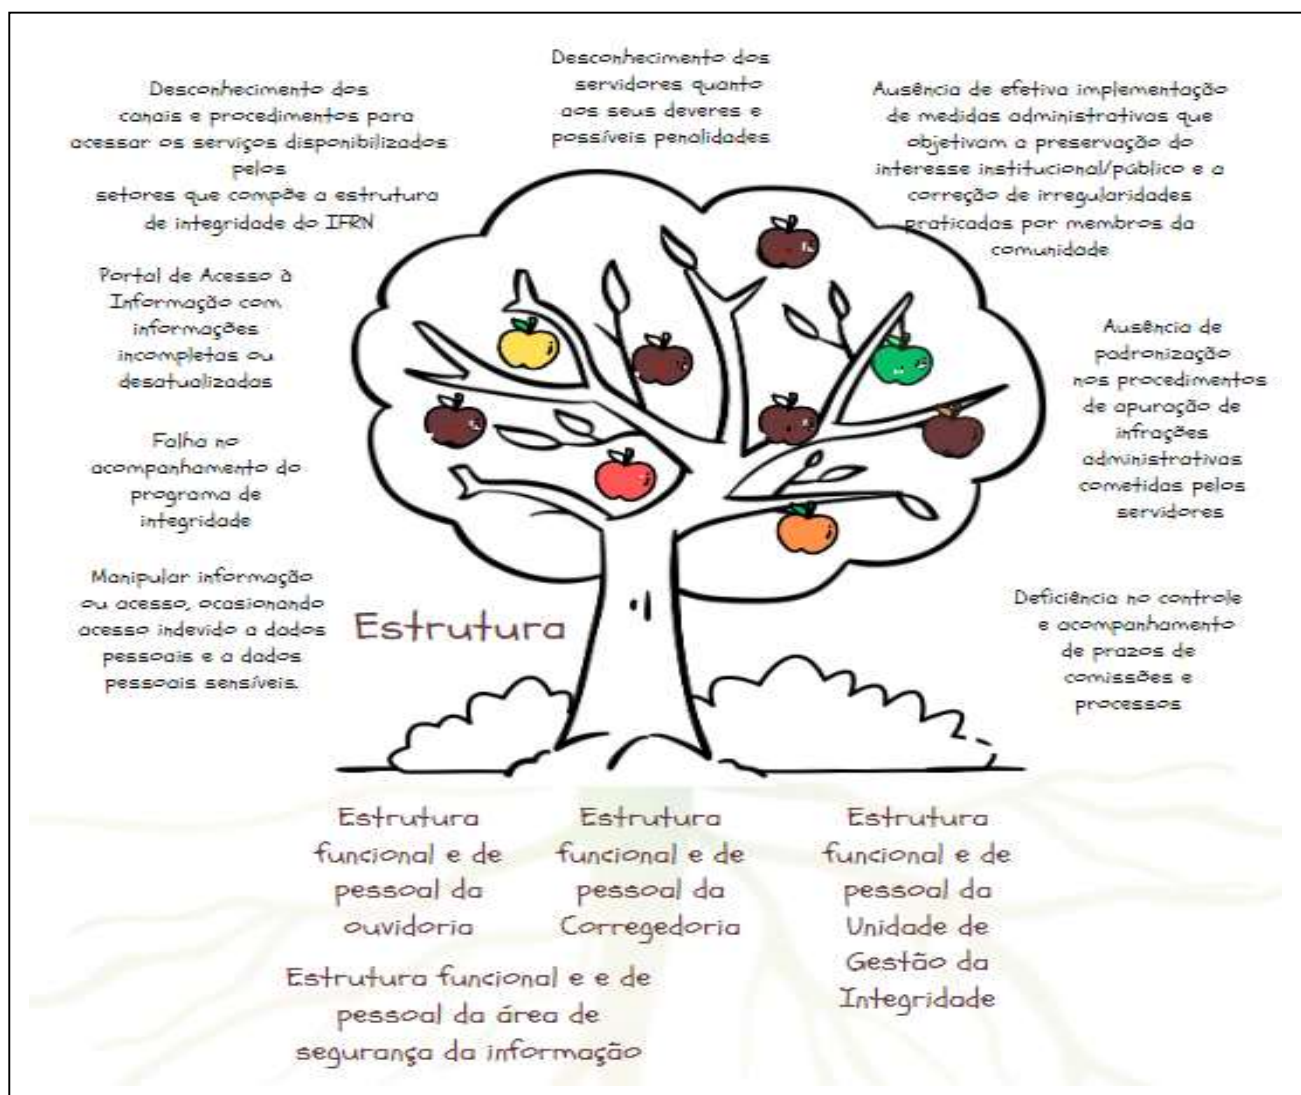 Desconhecimento dos
canais e procedimentos para
acessar os serviços disponibilizados
pelos
setores que compõe a estrutura
de integridade do IFRN
Desconhecimento dos
servidores quanto
aos seus deveres e
possíveis penalidades
Ausência de efetiva implementação
de medidas administrativas que
objetivam a preservação do
interesse institucional/público e a
correção de irregularidades
praticadas por membros da
comunidade
Portal de Acesso à
Informação com
informações
incompletas ou
desatualizadas
Ausência de
padronização
nos procedimentos
de apuração de
infrações
administrativas
cometidas pelos
servidores
Falha no
acompanhamento do
programa de
integridade
Manipular informação
ou acesso, ocasionando
acesso indevido a dados
pessoais e a dados
pessoais sensíveis.
Deficiência no controle
e acompanhamento
de prazos de
comissões e
processos
Estrutura
Estrutura
funcional e de
pessoal da
ouvidoria
Estrutura
funcional e de
pessoal da
Corregedoria
Estrutura
funcional e de
pessoal da
Unidade de
Gestão da
Integridade
Estrutura funcional e e de
pessoal da área de
segurança da informação